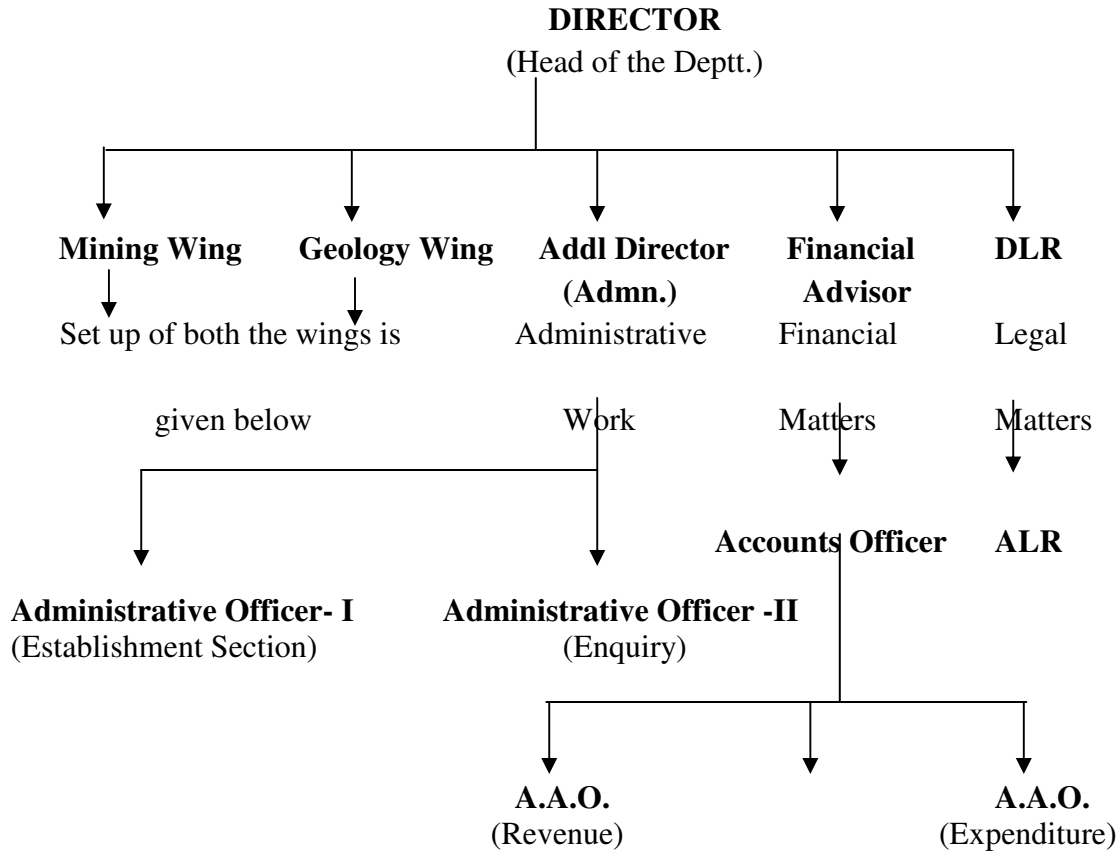 DIRECTOR
(Head of the Deptt.)
Mining Wing Geology Wing Addl Director Financial DLR
(Admn.) Advisor
Set up of both the wings is Administrative Financial Legal
given below Work Matters Matters
Accounts Officer ALR
Administrative Officer- I Administrative Officer -II
(Establishment Section) (Enquiry)
A.A.O. A.A.O.
(Revenue) (Expenditure)